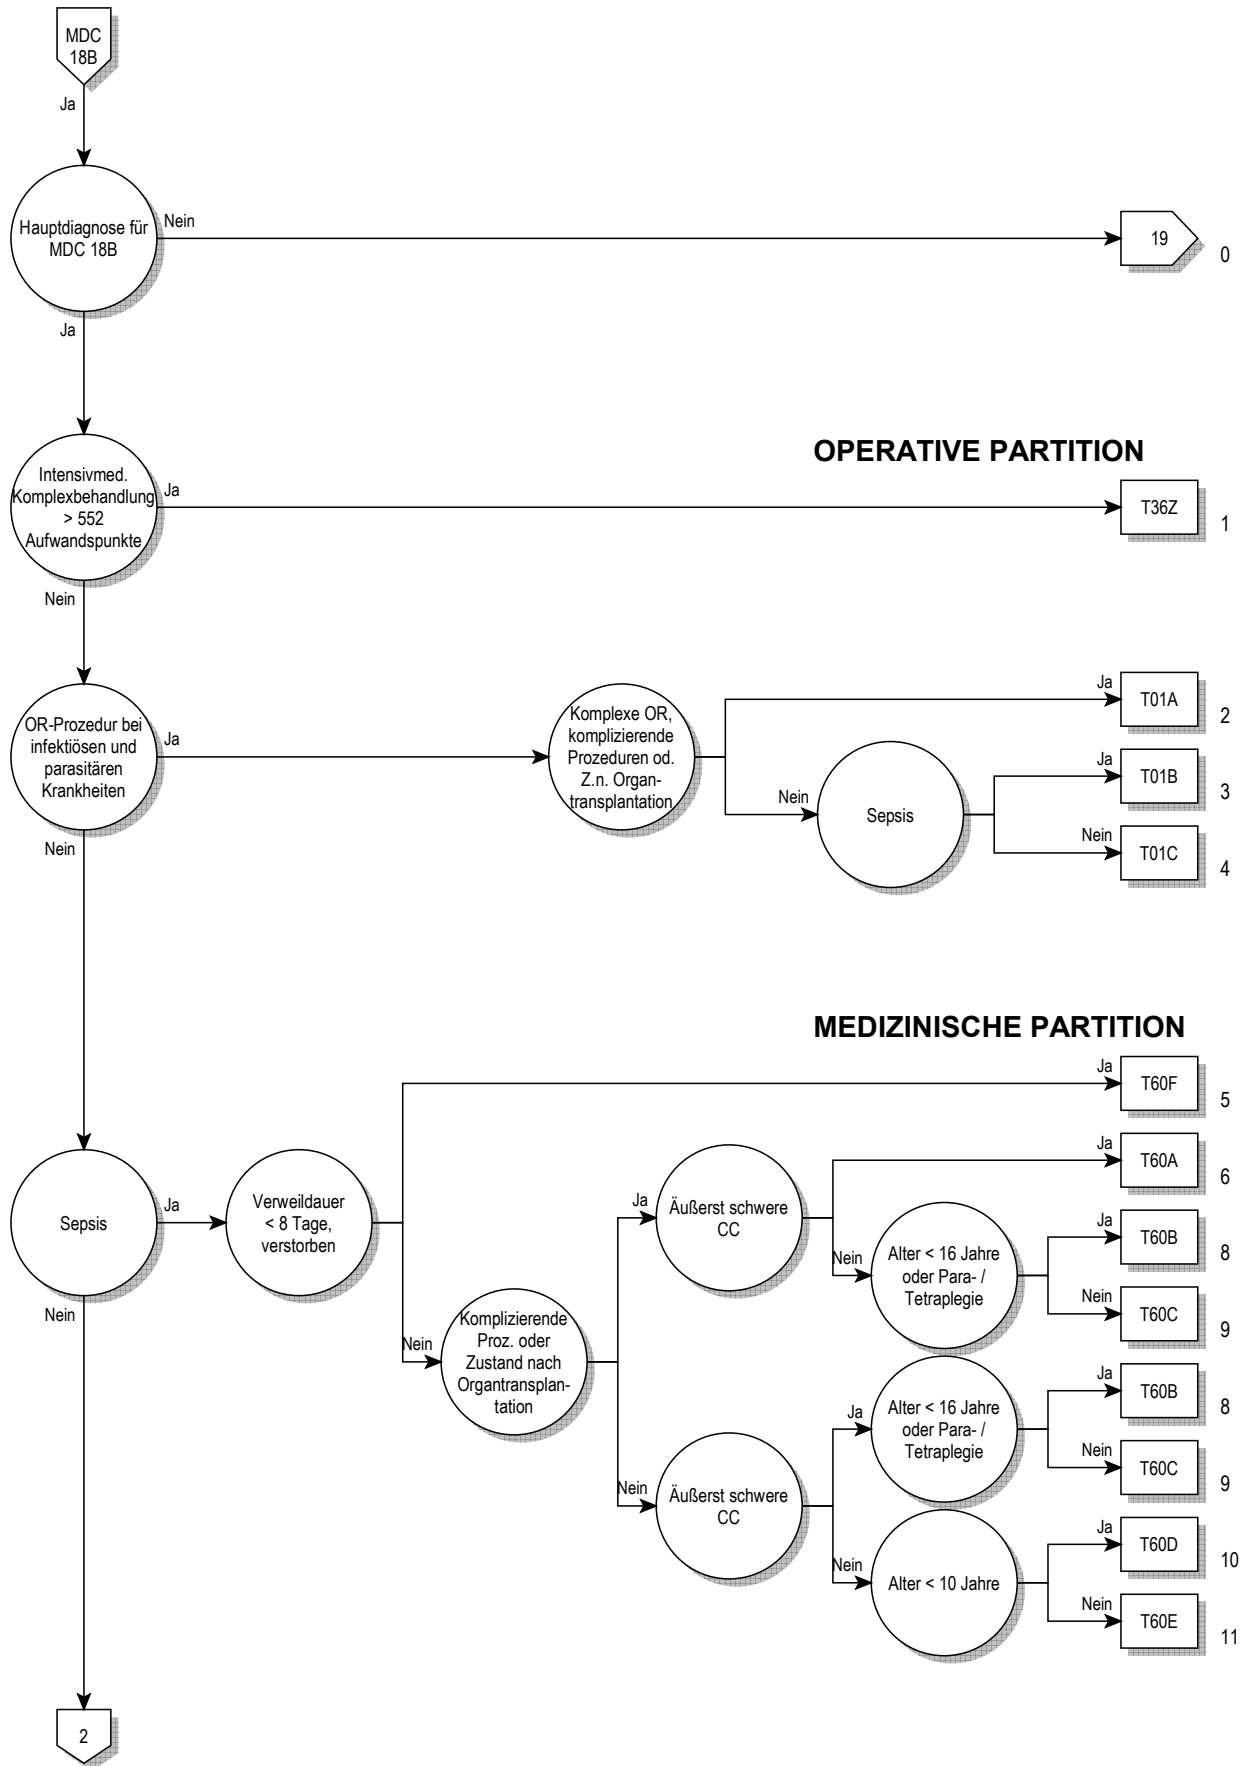 MDC
18B
Ja
Hauptdiagnose für
MDC 18B
Nein
19
0
Ja
OPERATIVE PARTITION
Intensivmed.
Komplexbehandlung
> 552
Aufwandspunkte
Ja
T36Z
1
Nein
OR-Prozedur bei
infektiösen und
parasitären
Krankheiten
Ja
Komplexe OR,
komplizierende
Prozeduren od.
Z.n. Organ-
transplantation
Ja
T01A
2
Nein
Sepsis
Ja
T01B
3
Nein
T01C
4
Nein
MEDIZINISCHE PARTITION
Sepsis
Ja
Verweildauer
< 8 Tage,
verstorben
Ja
T60F
5
Nein
Komplizierende
Proz. oder
Zustand nach
Organtransplan-
tation
Ja
Äußerst schwere
CC
Ja
T60A
6
Nein
Alter < 16 Jahre
oder Para- /
Tetraplegie
Ja
T60B
8
Nein
T60C
9
Nein
Äußerst schwere
CC
Ja
Alter < 16 Jahre
oder Para- /
Tetraplegie
Ja
T60B
8
Nein
T60C
9
Nein
Alter < 10 Jahre
Ja
T60D
10
Nein
T60E
11
Nein
2